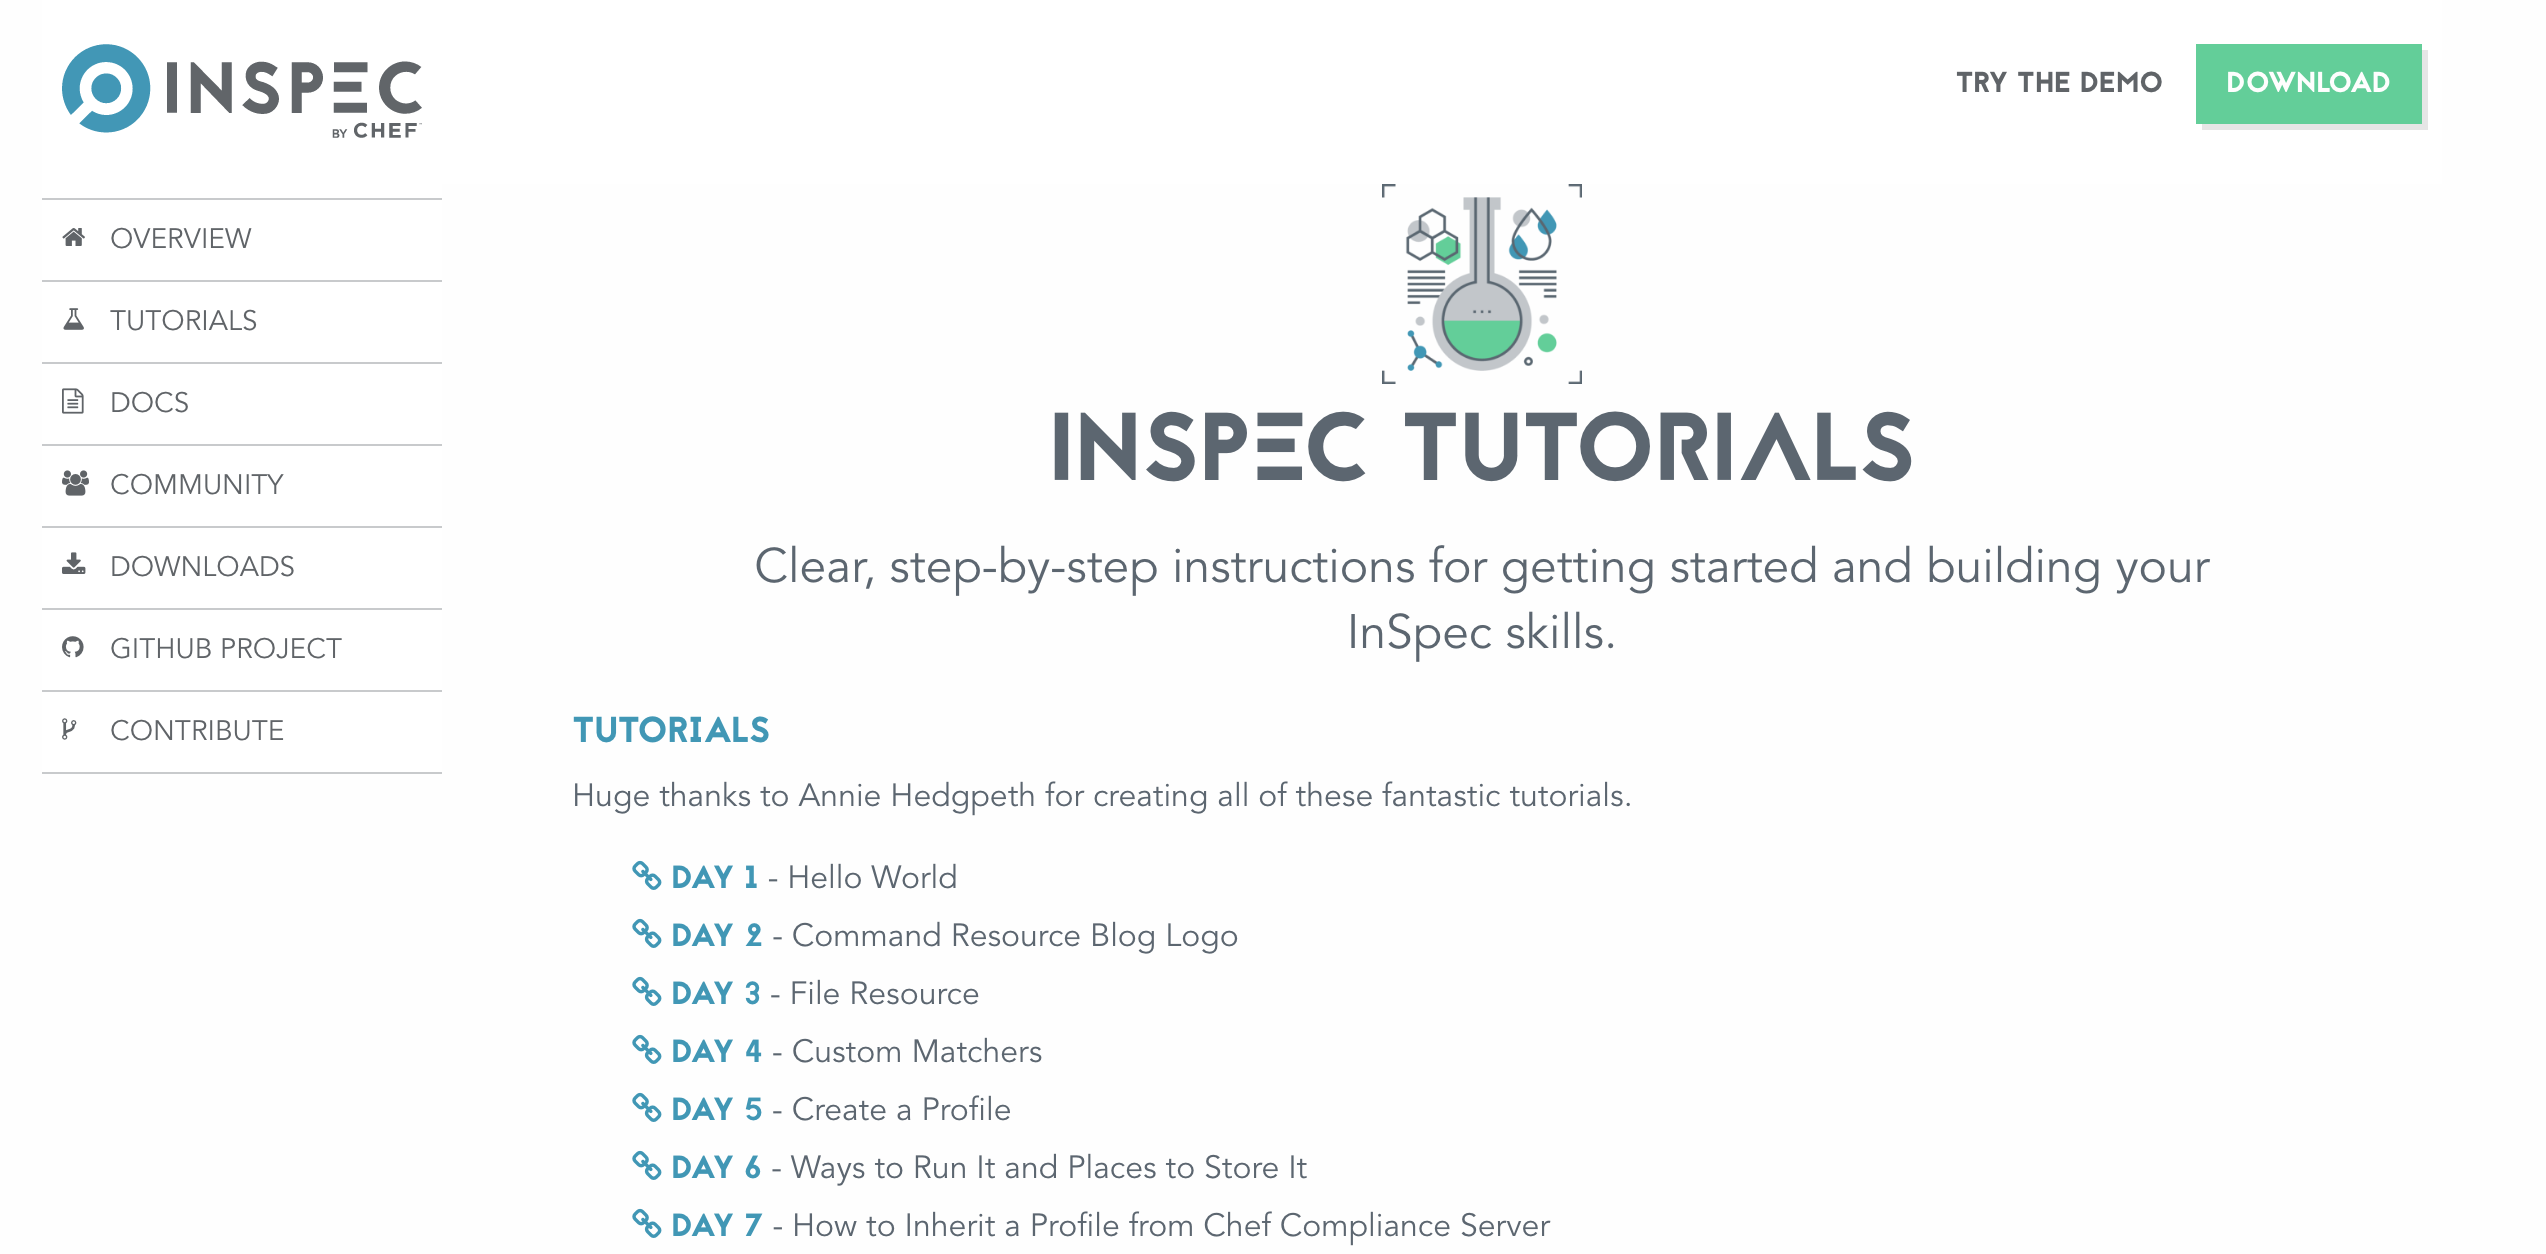 INSPEC
BY CHEF
TRY THE DEMO
DOWNLOAD
OVERVIEW
TUTORIALS
DOCS
COMMUNITY
DOWNLOADS
GITHUB PROJECT
CONTRIBUTE
INSPEC TUTORIALS
Clear, step-by-step instructions for getting started and building your
InSpec skills.
TUTORIALS
Huge thanks to Annie Hedgpeth for creating all of these fantastic tutorials.
DAY 1 - Hello World
DAY 2 - Command Resource Blog Logo
DAY 3 - File Resource
DAY 4 - Custom Matchers
DAY 5 - Create a Profile
DAY 6 - Ways to Run It and Places to Store It
DAY 7 - How to Inherit a Profile from Chef Compliance Server